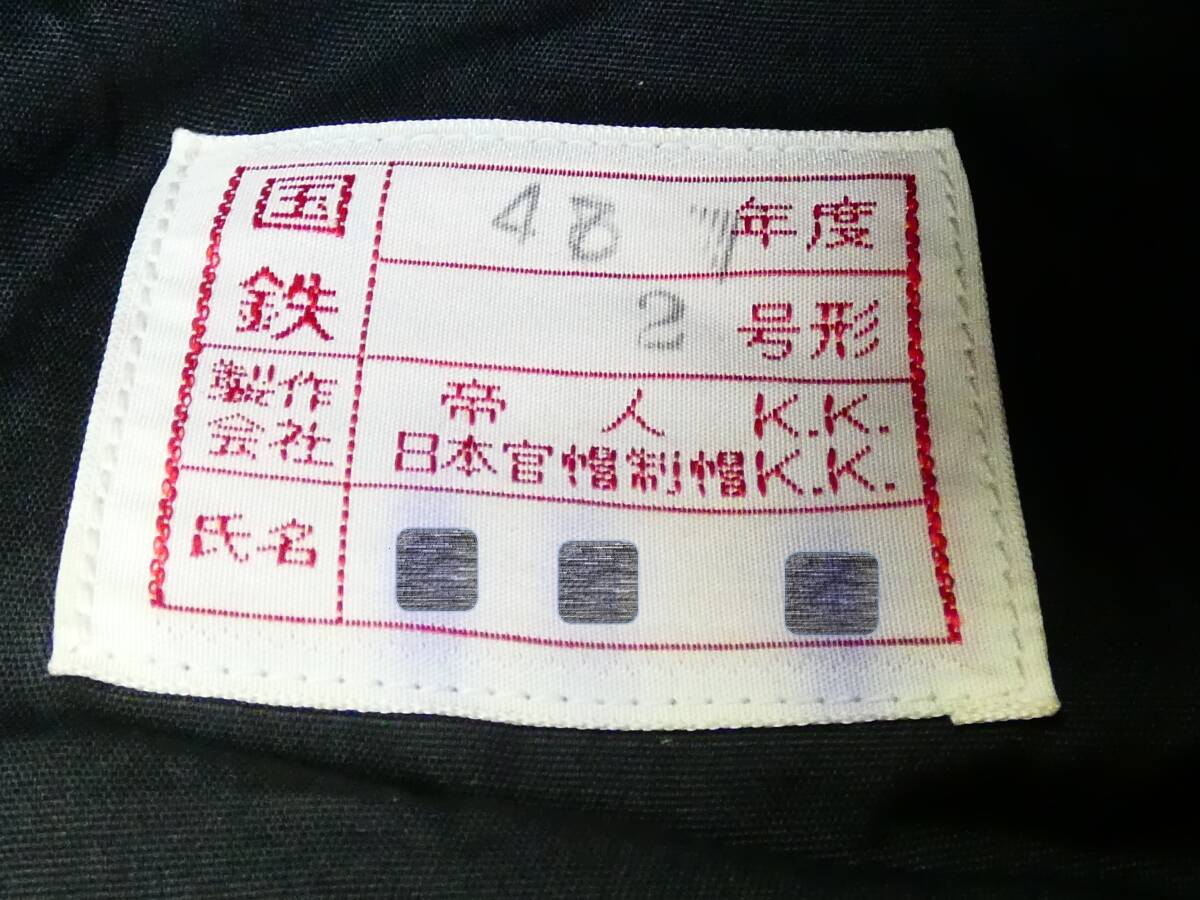 国鉄
年度
2 号形
製作会社
帝人 K.K.
日本官帽制帽K.K.
氏名